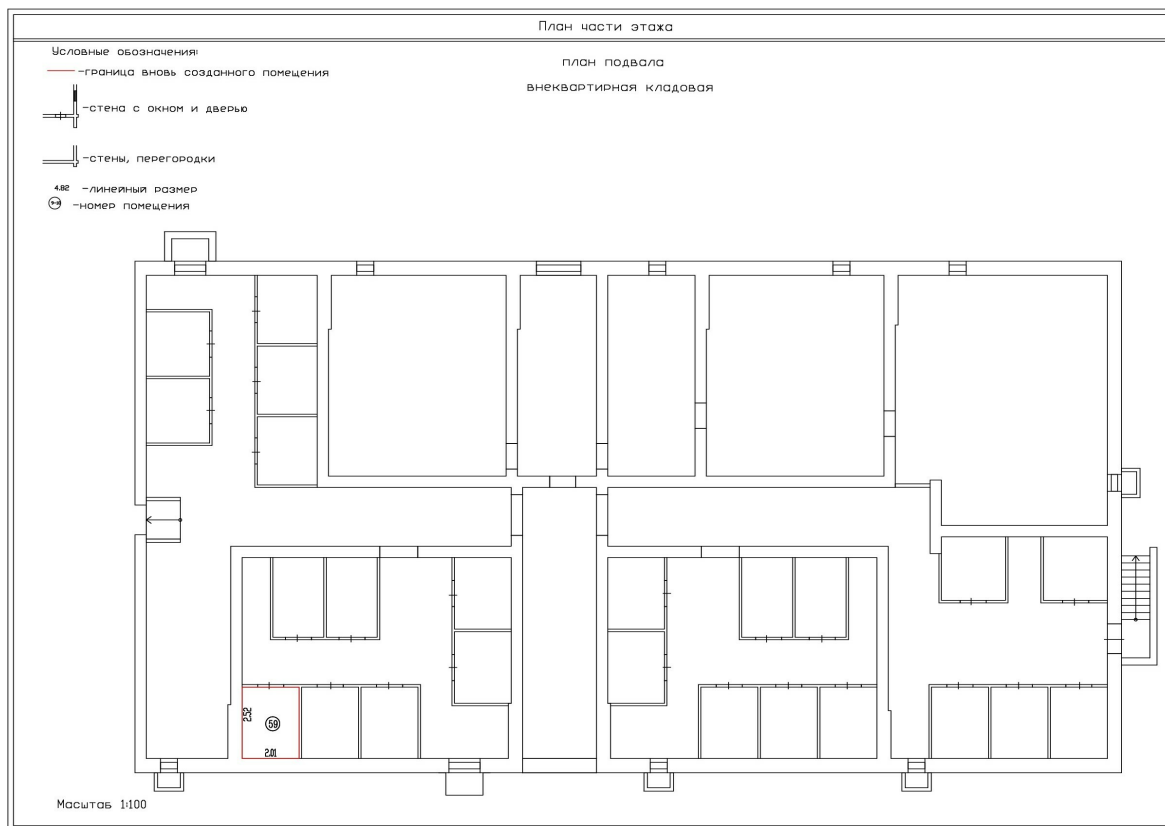 План части этажа
Условные обозначения:
-граница вновь созданного помещения
-стена с окном и дверью
-стены, перегородки
4.82 -линейный размер
-номер помещения
план подвала
внеквартирная кладовая
2.52
59
2.01
Масштаб 1:100